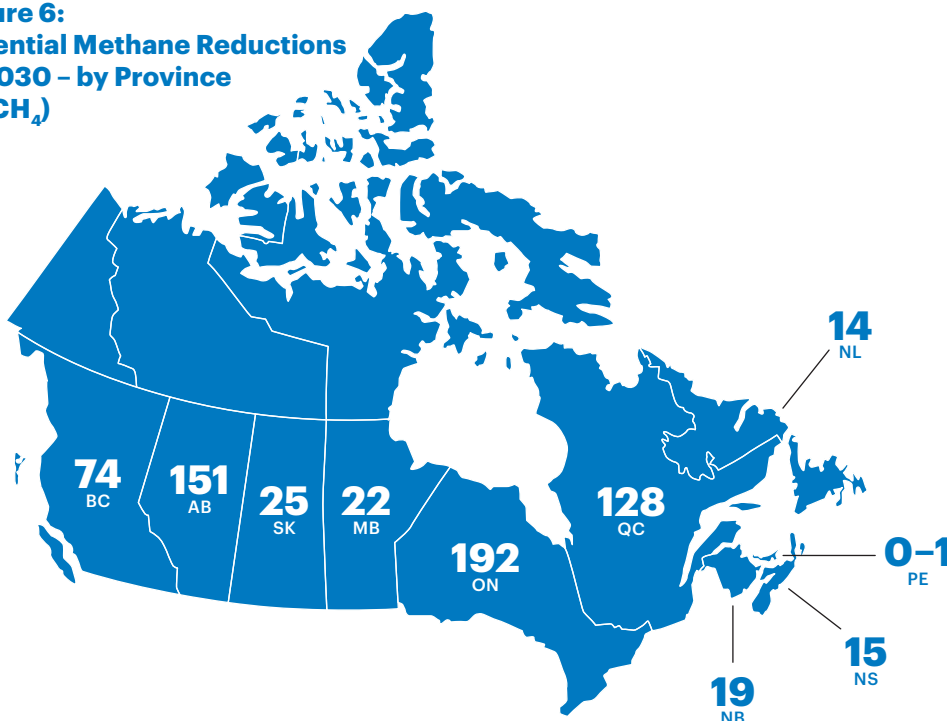 ure 6:
ential Methane Reductions
030 – by Province
CH4)
14
NL
74
BC
151
AB
25
SK
22
MB
192
ON
128
QC
0–1
PE
15
NS
19
NB